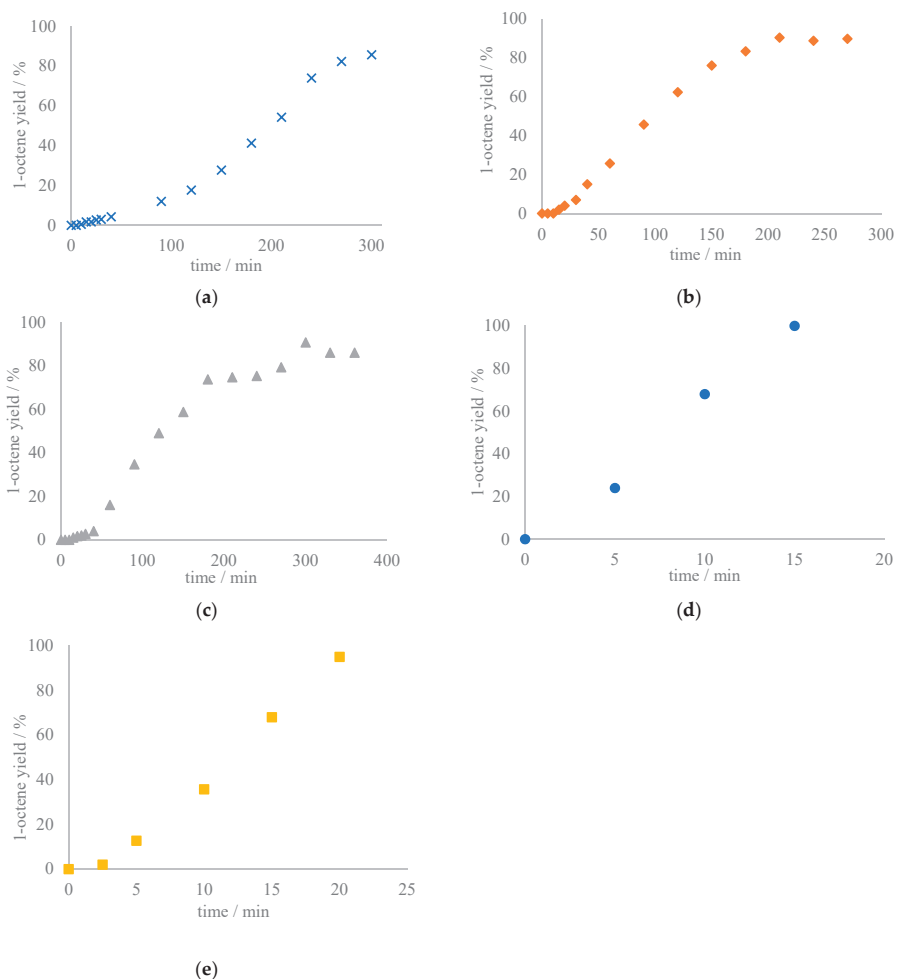 100
80
60
40
20
0
1-octene yield / %
0 100 200 300
time / min
(a)
100
80
60
40
20
0
1-octene yield / %
0 50 100 150 200 250 300
time / min
(b)
100
80
60
40
20
0
1-octene yield / %
0 100 200 300 400
time / min
(c)
100
80
60
40
20
0
1-octene yield / %
0 5 10 15 20
time / min
(d)
100
80
60
40
20
0
1-octene yield / %
0 5 10 15 20 25
time / min
(e)